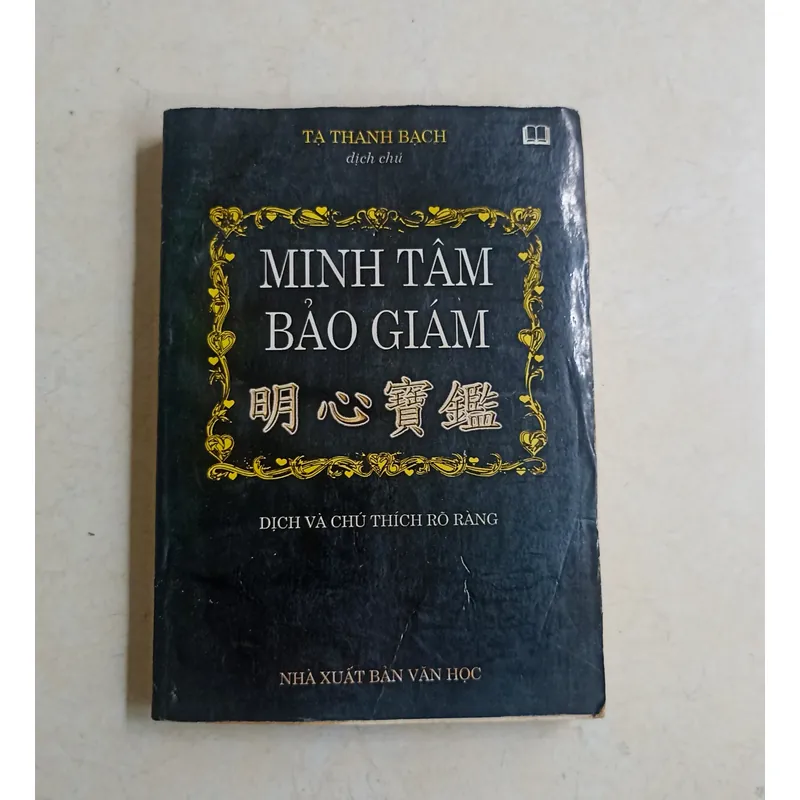 TẠ THANH BẠCH
dịch chú
MINH TÂM
BẢO GIÁM
明心寶鑑
DỊCH VÀ CHÚ THÍCH RÕ RÀNG
NHÀ XUẤT BẢN VĂN HỌC